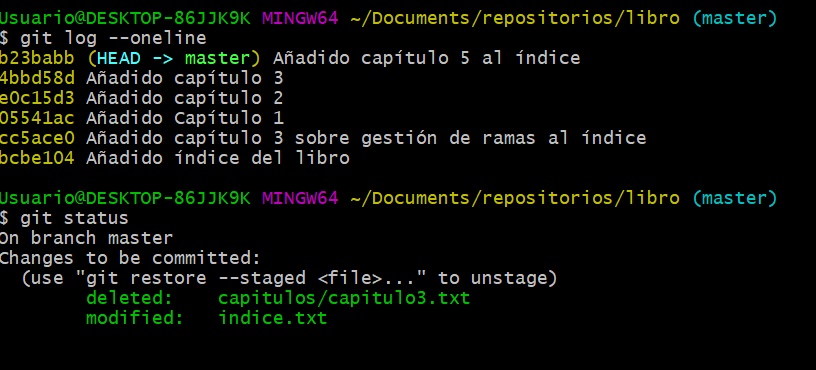 Usuario@DESKTOP-86JJK9K MINGW64 ~/Documents/repositorios/libro (master)
$ git log --oneline
b23babb (HEAD -> master) Añadido capítulo 5 al índice
4bbd58d Añadido capítulo 3
e0c15d3 Añadido capítulo 2
05541ac Añadido Capítulo 1
cc5ace0 Añadido capítulo 3 sobre gestión de ramas al índice
bcbe104 Añadido índice del libro
Usuario@DESKTOP-86JJK9K MINGW64 ~/Documents/repositorios/libro (master)
$ git status
On branch master
Changes to be committed:
  (use "git restore --staged <file>..." to unstage)
        deleted:    capitulos/capitulo3.txt
        modified:   indice.txt